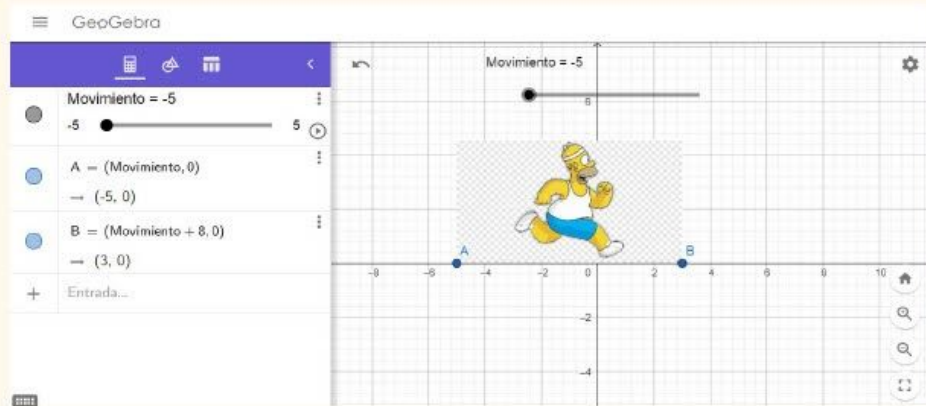 GeoGebra
Movimiento = -5
-5 5
A = (Movimiento, 0)
→ (-5, 0)
B = (Movimiento + 8, 0)
→ (3, 0)
+ Entrada...
Movimiento = -5
6
A B
-8 -6 -4 -2 0 2 4 6 8 10
-2
-4